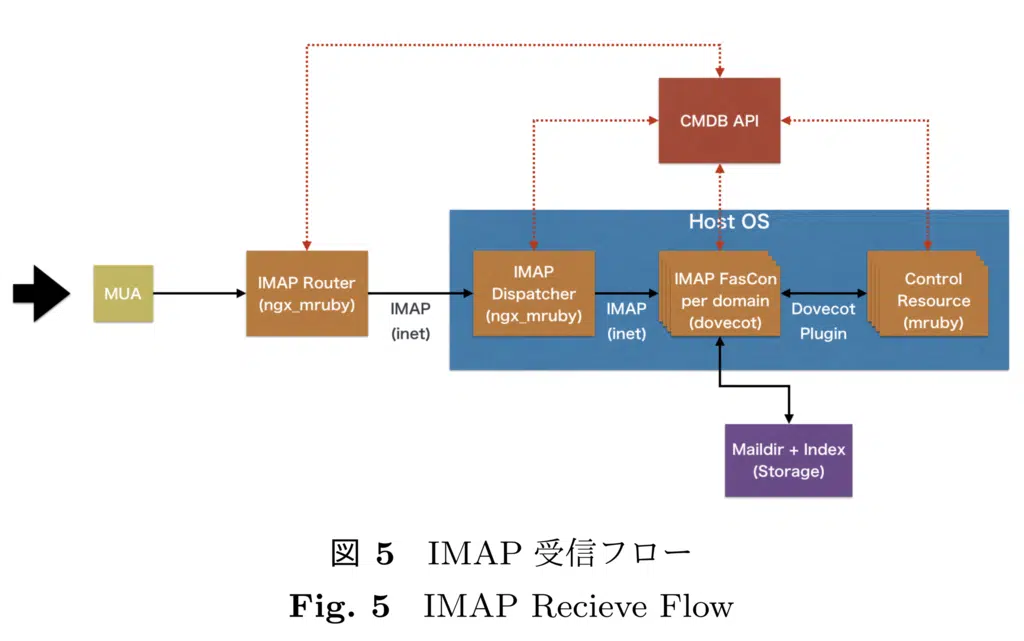 CMDB API
Host OS
MUA
IMAP Router
(ngx_mruby)
IMAP
(inet)
IMAP
Dispatcher
(ngx_mruby)
IMAP
(inet)
IMAP FasCon
per domain
(dovecot)
Dovecot
Plugin
Control
Resource
(mruby)
Maildir + Index
(Storage)
図 5 IMAP 受信フロー
Fig. 5 IMAP Recieve Flow